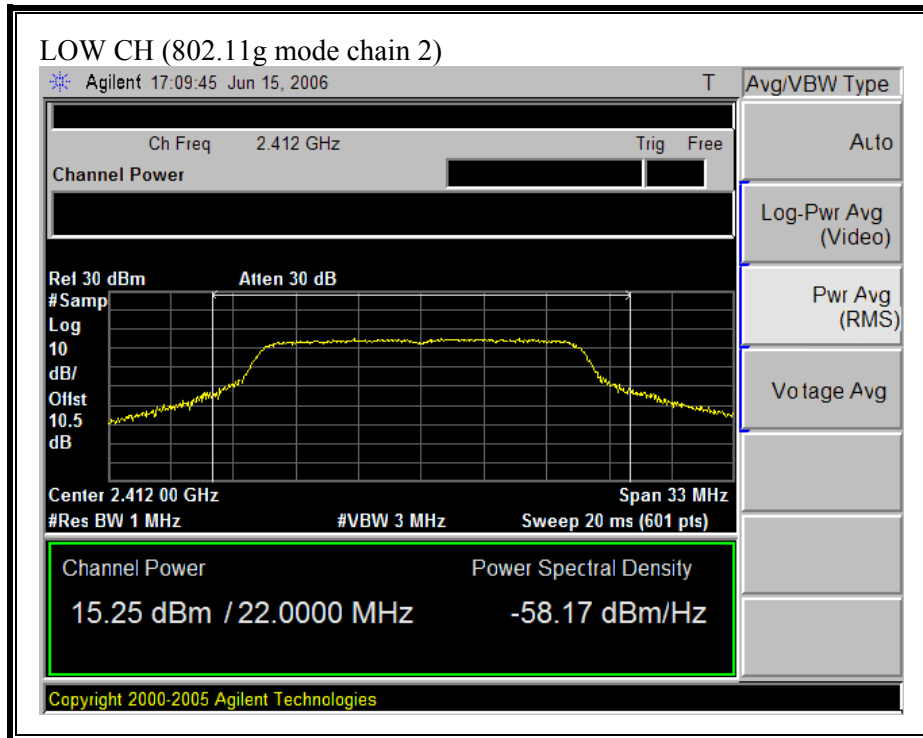 LOW CH (802.11g mode chain 2)
Agilent 17:09:45 Jun 15, 2006 T
Avg/VBW Type
Ch Freq 2.412 GHz Trig Free
Channel Power
Auto
Log-Pwr Avg
(Video)
Pwr Avg
(RMS)
Votage Avg
Ref 30 dBm Atten 30 dB
#Samp
Log
10
dB/
Offst
10.5
dB
Center 2.412 00 GHz Span 33 MHz
#Res BW 1 MHz #VBW 3 MHz Sweep 20 ms (601 pts)
Channel Power Power Spectral Density
15.25 dBm / 22.0000 MHz -58.17 dBm/Hz
Copyright 2000-2005 Agilent Technologies